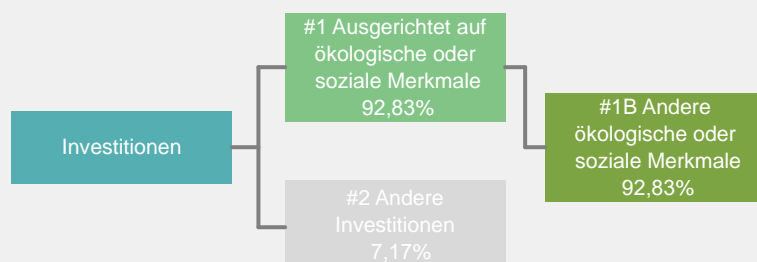 Investitionen
#1 Ausgerichtet auf
ökologische oder
soziale Merkmale
92,83%
#2 Andere
Investitionen
7,17%
#1B Andere
ökologische oder
soziale Merkmale
92,83%